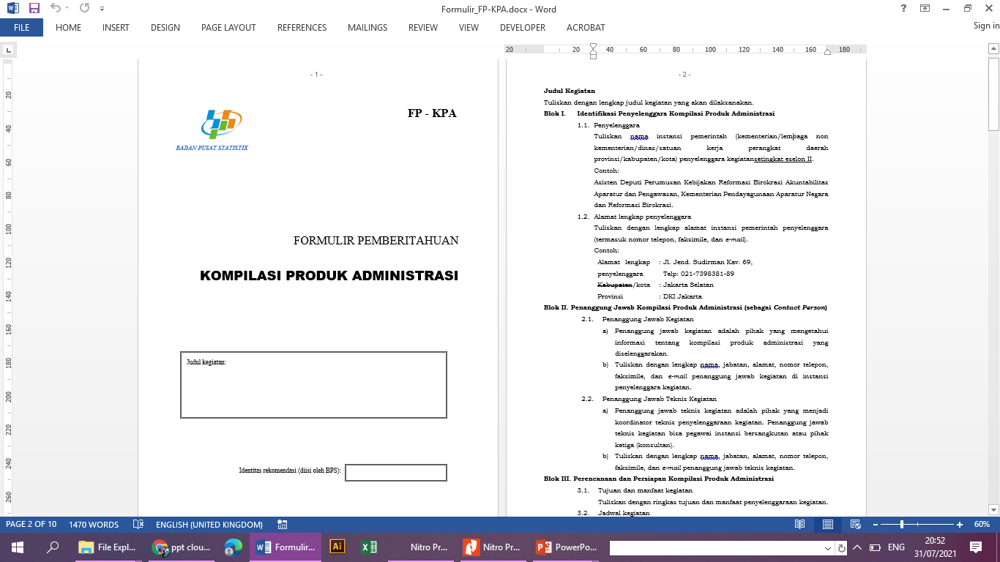 Formulir_FP-KPA.docx - Word
FILE HOME INSERT DESIGN PAGE LAYOUT REFERENCES MAILINGS REVIEW VIEW DEVELOPER ACROBAT Sign in
20 20 40 60 80 100 120 140 160 180
- 1 -
FP - KPA
BADAN PUSAT STATISTIK
FORMULIR PEMBERITAHUAN
KOMPILASI PRODUK ADMINISTRASI
Judul kegiatan:
Identitas rekomendasi (diisi oleh BPS):
20
40
60
80
100
120
140
160
180
200
220
240
260
- 2 -
Judul Kegiatan
Tuliskan dengan lengkap judul kegiatan yang akan dilaksanakan.
Blok I. Identifikasi Penyelenggara Kompilasi Produk Administrasi
1.1. Penyelenggara
Tuliskan nama instansi pemerintah (kementerian/lembaga non
kementerian/dinas/satuan kerja perangkat daerah
provinsi/kabupaten/kota) penyelenggara kegiatansetingkat eselon II.
Contoh:
Asisten Deputi Perumusan Kebijakan Reformasi Birokrasi Akuntabilitas
Aparatur dan Pengawasan, Kementerian Pendayagunaan Aparatur Negara
dan Reformasi Birokrasi.
1.2. Alamat lengkap penyelenggara
Tuliskan dengan lengkap alamat instansi pemerintah penyelenggara
(termasuk nomor telepon, faksimile, dan e-mail).
Contoh:
Alamat lengkap : Jl. Jend. Sudirman Kav. 69,
penyelenggara Telp: 021-7398381-89
Kabupaten/kota : Jakarta Selatan
Provinsi : DKI Jakarta
Blok II. Penanggung Jawab Kompilasi Produk Administrasi (sebagai Contact Person)
2.1. Penanggung Jawab Kegiatan
a) Penanggung jawab kegiatan adalah pihak yang mengetahui
informasi tentang kompilasi produk administrasi yang
diselenggarakan.
b) Tuliskan dengan lengkap nama, jabatan, alamat, nomor telepon,
faksimile, dan e-mail penanggung jawab kegiatan di instansi
penyelenggara kegiatan.
2.2. Penanggung Jawab Teknis Kegiatan
a) Penanggung jawab teknis kegiatan adalah pihak yang menjadi
koordinator teknis penyelenggaraan kegiatan. Penanggung jawab
teknis kegiatan bisa pegawai instansi bersangkutan atau pihak
ketiga (konsultan).
b) Tuliskan dengan lengkap nama, jabatan, alamat, nomor telepon,
faksimile, dan e-mail penanggung jawab teknis kegiatan.
Blok III. Perencanaan dan Persiapan Kompilasi Produk Administrasi
3.1. Tujuan dan manfaat kegiatan
Tuliskan dengan ringkas tujuan dan manfaat penyelenggaraan kegiatan.
3.2. Jadwal kegiatan
PAGE 2 OF 10 1470 WORDS ENGLISH (UNITED KINGDOM) 60%
File Expl... ppt clou... Formulir... Ai Nitro Pr... Nitro Pr... PowerPo... ENG 20:52
31/07/2021